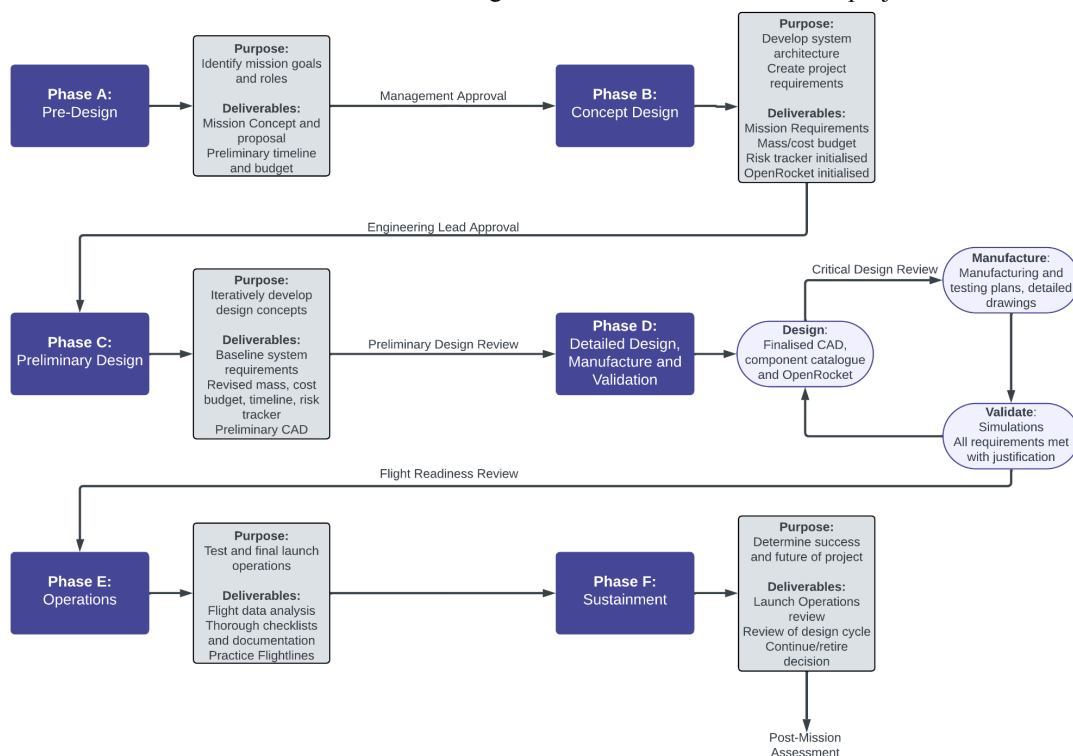 Phase A:
Pre-Design
Purpose:
Identify mission goals
and roles
Deliverables:
Mission Concept and
proposal
Preliminary timeline
and budget
Management Approval
Phase B:
Concept Design
Purpose:
Develop system
architecture
Create project
requirements
Deliverables:
Mission Requirements
Mass/cost budget
Risk tracker initialised
OpenRocket initialised
Engineering Lead Approval
Phase C:
Preliminary Design
Purpose:
Iteratively develop
design concepts
Deliverables:
Baseline system
requirements
Revised mass, cost
budget, timeline, risk
tracker
Preliminary CAD
Preliminary Design Review
Phase D:
Detailed Design,
Manufacture and
Validation
Design:
Finalised CAD,
component catalogue
and OpenRocket
Critical Design Review
Manufacture:
Manufacturing and
testing plans, detailed
drawings
Validate:
Simulations
All requirements met
with justification
Flight Readiness Review
Phase E:
Operations
Purpose:
Test and final launch
operations
Deliverables:
Flight data analysis
Thorough checklists
and documentation
Practice Flightlines
Phase F:
Sustainment
Purpose:
Determine success
and future of project
Deliverables:
Launch Operations
review
Review of design cycle
Continue/retire
decision
Post-Mission
Assessment